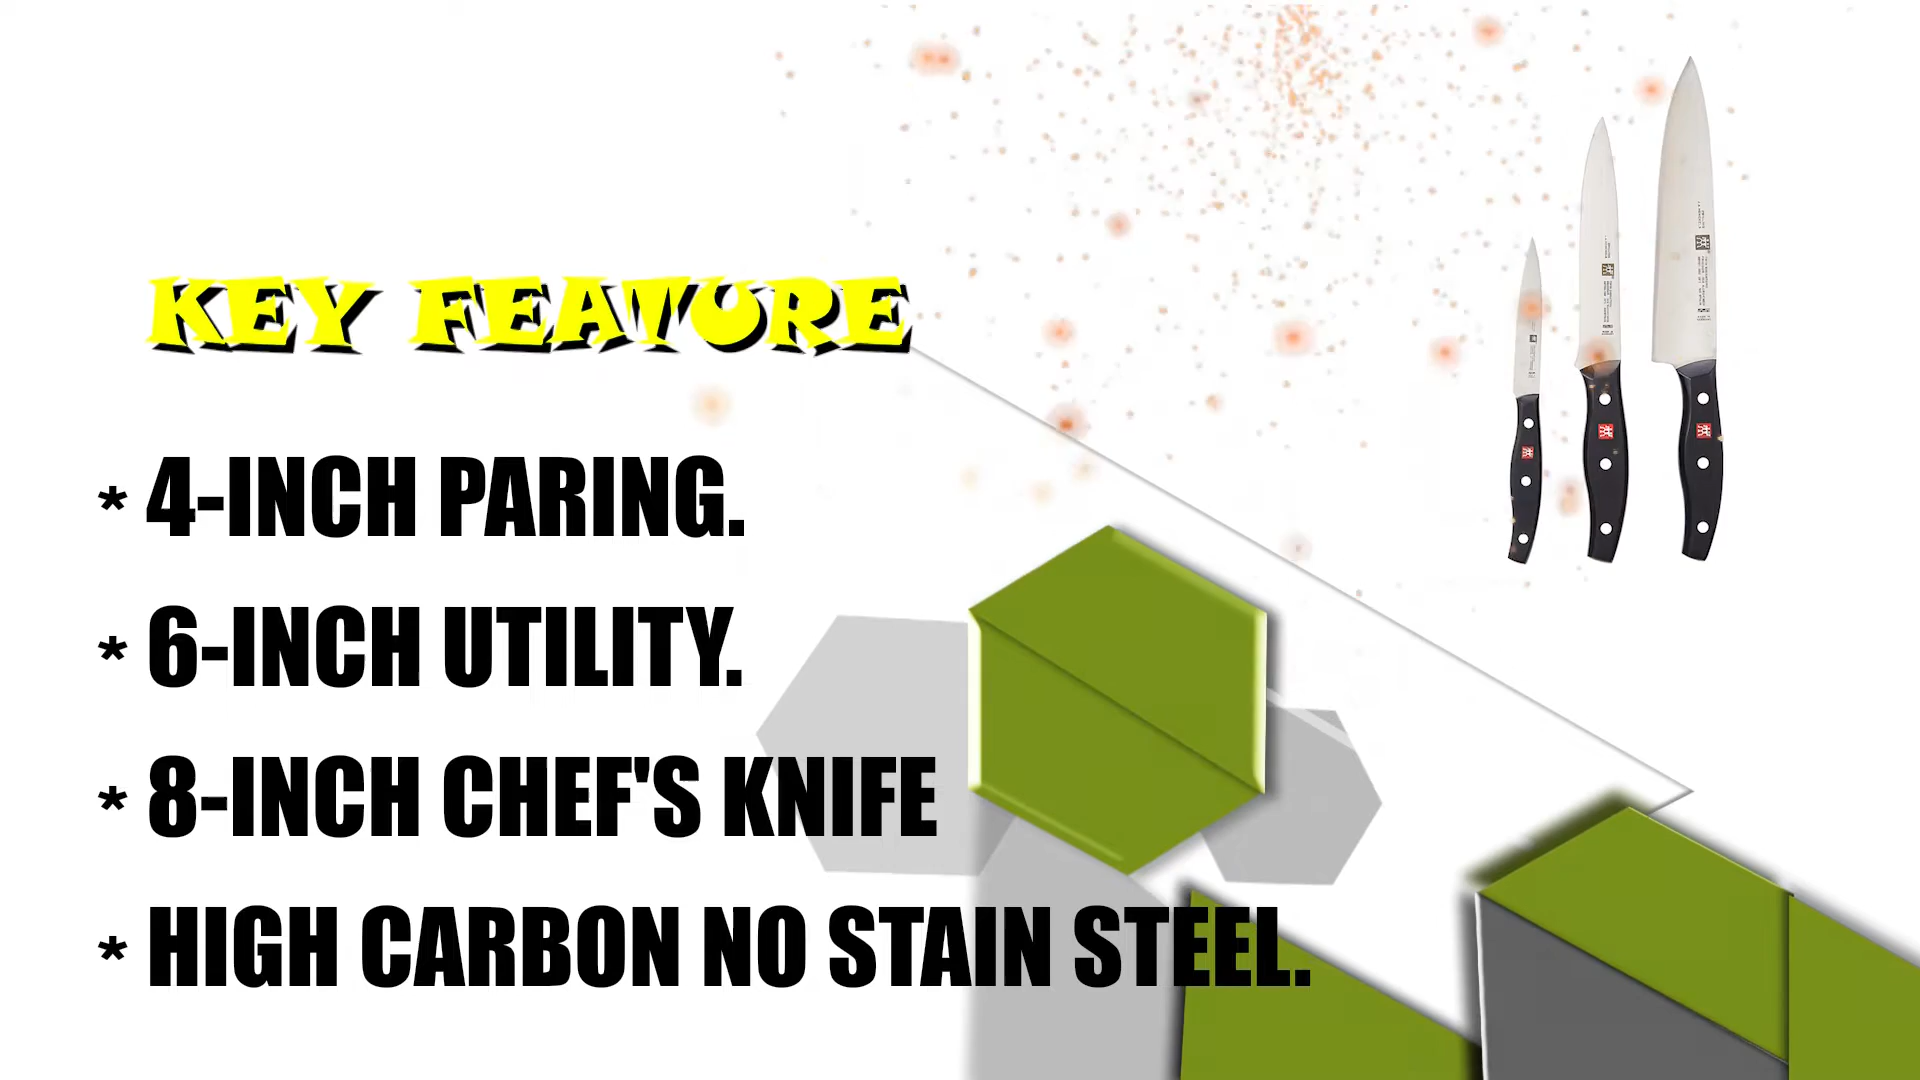 KEY FEATURE
* 4-INCH PARING.
* 6-INCH UTILITY.
* 8-INCH CHEF'S KNIFE
* HIGH CARBON NO STAIN STEEL.